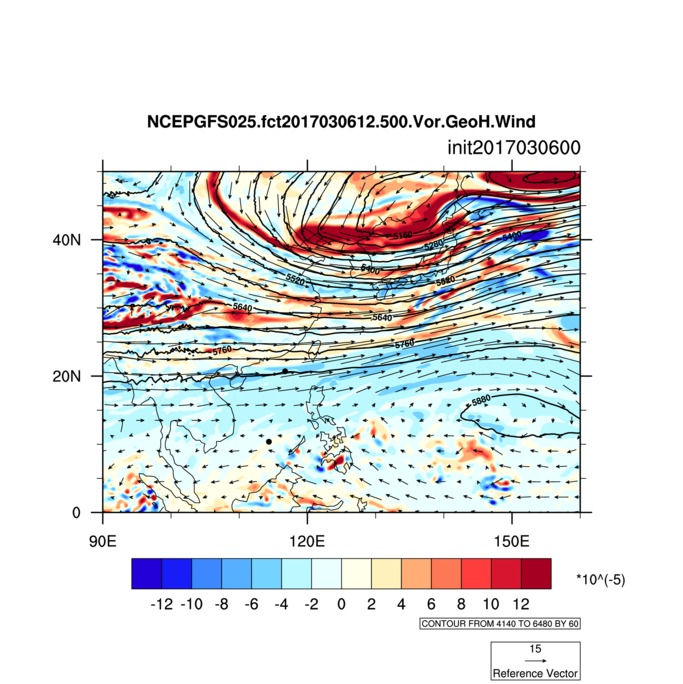 NCEPGFS025.fct2017030612.500.Vor.GeoH.Wind
init2017030600
40N
20N
0
90E 120E 150E
5160
5280
5400
5400
5520
5520
5640
5640
5760
5760
5880
-12 -10 -8 -6 -4 -2 0 2 4 6 8 10 12
*10^(-5)
CONTOUR FROM 4140 TO 6480 BY 60
15
Reference Vector